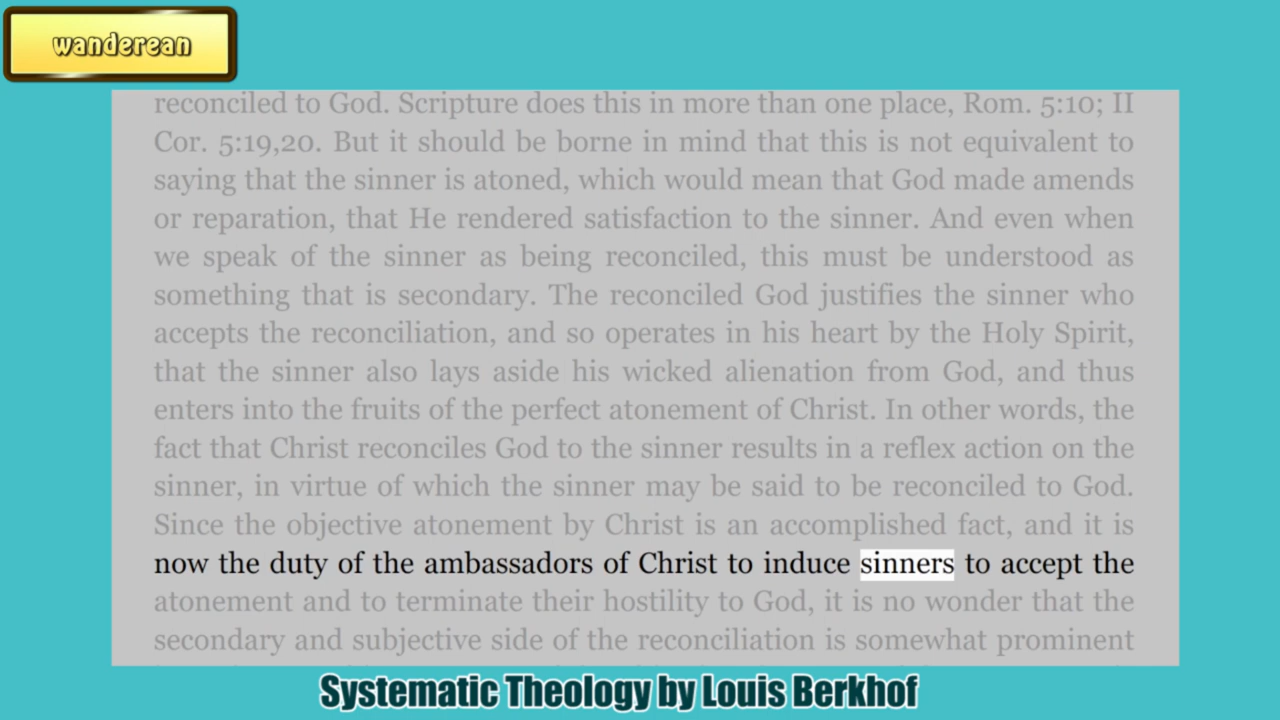 wanderean
reconciled to God. Scripture does this in more than one place, Rom. 5:10; II
Cor. 5:19,20. But it should be borne in mind that this is not equivalent to
saying that the sinner is atoned, which would mean that God made amends
or reparation, that He rendered satisfaction to the sinner. And even when
we speak of the sinner as being reconciled, this must be understood as
something that is secondary. The reconciled God justifies the sinner who
accepts the reconciliation, and so operates in his heart by the Holy Spirit,
that the sinner also lays aside his wicked alienation from God, and thus
enters into the fruits of the perfect atonement of Christ. In other words, the
fact that Christ reconciles God to the sinner results in a reflex action on the
sinner, in virtue of which the sinner may be said to be reconciled to God.
Since the objective atonement by Christ is an accomplished fact, and it is
now the duty of the ambassadors of Christ to induce sinners to accept the
atonement and to terminate their hostility to God, it is no wonder that the
secondary and subjective side of the reconciliation is somewhat prominent
Systematic Theology by Louis Berkhof